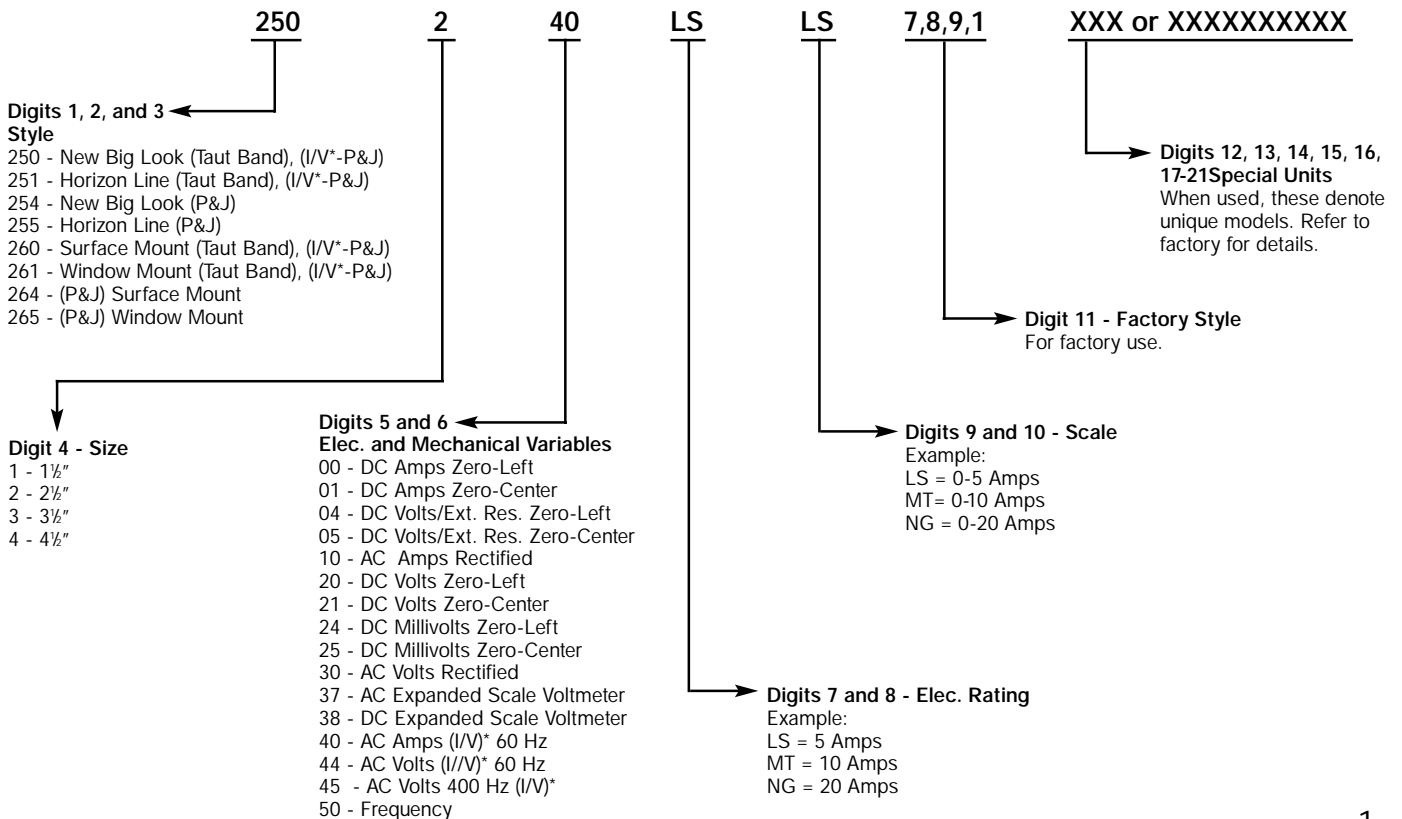 250 2 40 LS LS 7,8,9,1 XXX or XXXXXXXXXX
Digits 1, 2, and 3
Style
250 - New Big Look (Taut Band), (I/V*-P&J)
251 - Horizon Line (Taut Band), (I/V*-P&J)
254 - New Big Look (P&J)
255 - Horizon Line (P&J)
260 - Surface Mount (Taut Band), (I/V*-P&J)
261 - Window Mount (Taut Band), (I/V*-P&J)
264 - (P&J) Surface Mount
265 - (P&J) Window Mount
Digits 12, 13, 14, 15, 16,
17-21Special Units
When used, these denote
unique models. Refer to
factory for details.
Digit 11 - Factory Style
For factory use.
Digit 4 - Size
1 - 1½"
2 - 2½"
3 - 3½"
4 - 4½"
Digits 5 and 6
Elec. and Mechanical Variables
00 - DC Amps Zero-Left
01 - DC Amps Zero-Center
04 - DC Volts/Ext. Res. Zero-Left
05 - DC Volts/Ext. Res. Zero-Center
10 - AC Amps Rectified
20 - DC Volts Zero-Left
21 - DC Volts Zero-Center
24 - DC Millivolts Zero-Left
25 - DC Millivolts Zero-Center
30 - AC Volts Rectified
37 - AC Expanded Scale Voltmeter
38 - DC Expanded Scale Voltmeter
40 - AC Amps (I/V)* 60 Hz
44 - AC Volts (I//V)* 60 Hz
45 - AC Volts 400 Hz (I/V)*
50 - Frequency
Digits 9 and 10 - Scale
Example:
LS = 0-5 Amps
MT= 0-10 Amps
NG = 0-20 Amps
Digits 7 and 8 - Elec. Rating
Example:
LS = 5 Amps
MT = 10 Amps
NG = 20 Amps